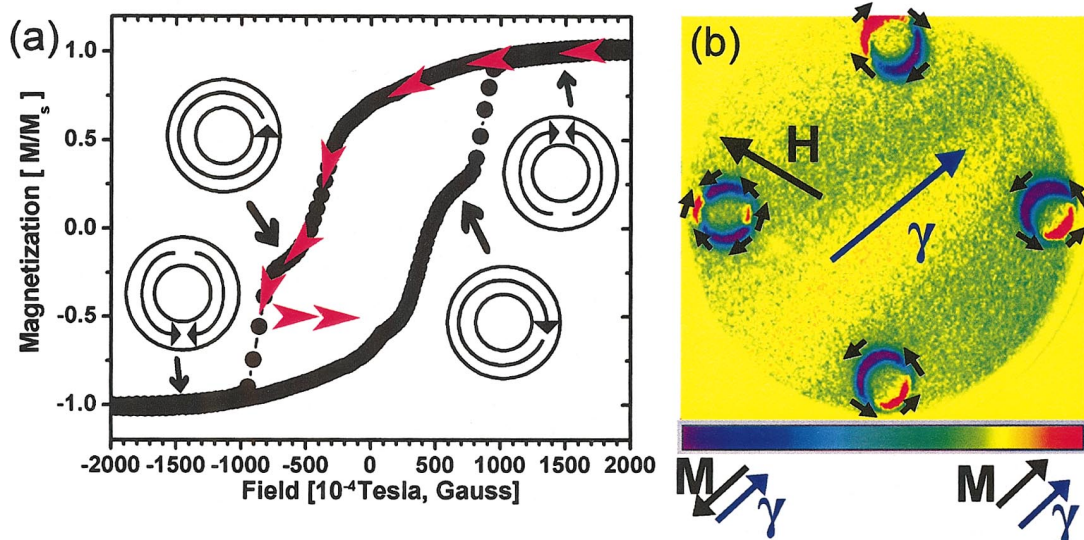 (a)
Magnetization [ M/Ms ]
1.0
0.5
0.0
-0.5
-1.0
-2000 -1500 -1000 -500 0 500 1000 1500 2000
Field [10-4Tesla, Gauss]
(b)
H
γ
M
γ
M
γ